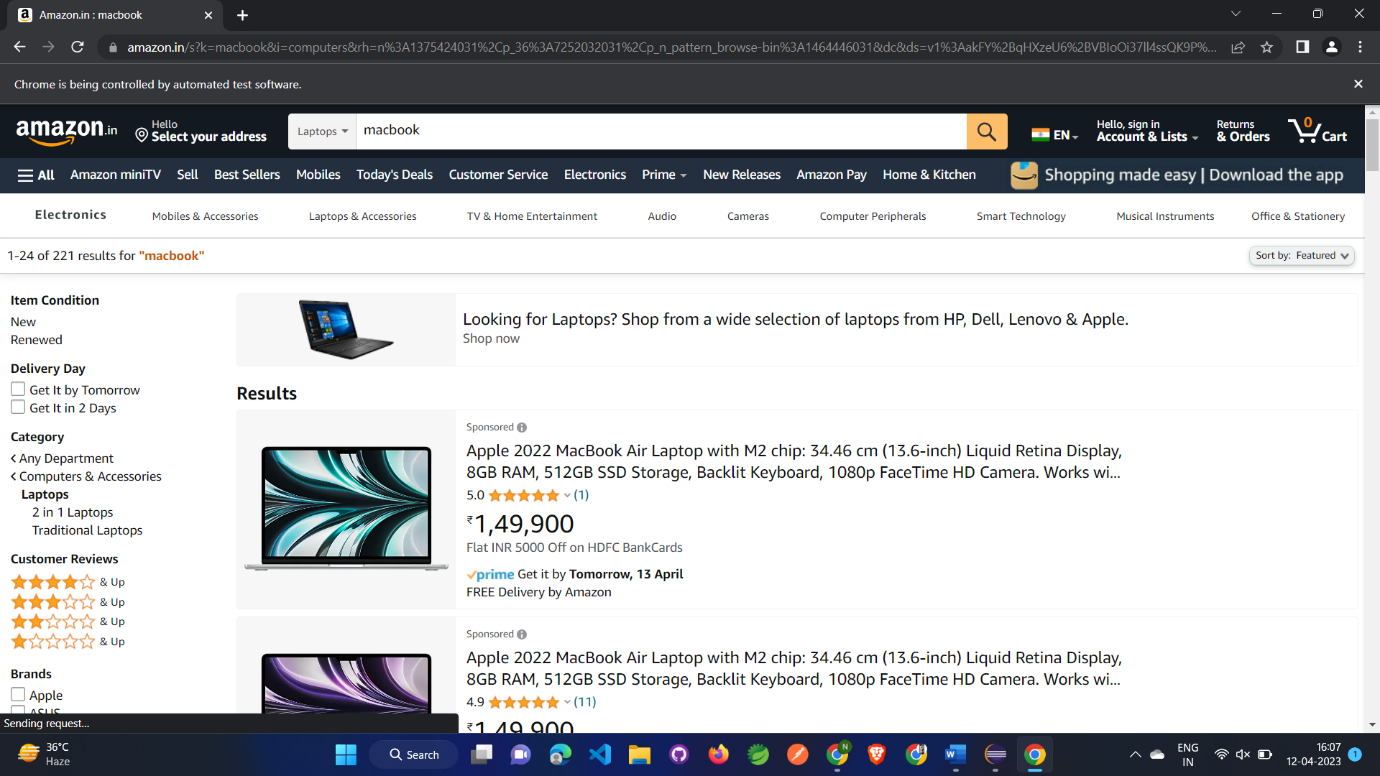 Amazon.in : macbook
amazon.in/s?k=macbook&i=computers&rh=n%3A1375424031%2Cp_36%3A7252032031%2Cp_n_pattern_browse-bin%3A1464446031&dc&ds=v1%3AakFY%2BqHXzeU6%2BVBIoOi37ll4ssQK9P%...
Chrome is being controlled by automated test software.
amazon.in
Hello
Select your address
Laptops
macbook
EN
Hello, sign in
Account & Lists
Returns
& Orders
0
Cart
All Amazon miniTV Sell Best Sellers Mobiles Today's Deals Customer Service Electronics Prime New Releases Amazon Pay Home & Kitchen Shopping made easy | Download the app
Electronics Mobiles & Accessories Laptops & Accessories TV & Home Entertainment Audio Cameras Computer Peripherals Smart Technology Musical Instruments Office & Stationery
1-24 of 221 results for "macbook"
Sort by: Featured
Item Condition
New
Renewed
Delivery Day
Get It by Tomorrow
Get It in 2 Days
Category
Any Department
Computers & Accessories
Laptops
2 in 1 Laptops
Traditional Laptops
Customer Reviews
& Up
& Up
& Up
& Up
Brands
Apple
ASUS
Looking for Laptops? Shop from a wide selection of laptops from HP, Dell, Lenovo & Apple.
Shop now
Results
Sponsored
Apple 2022 MacBook Air Laptop with M2 chip: 34.46 cm (13.6-inch) Liquid Retina Display,
8GB RAM, 512GB SSD Storage, Backlit Keyboard, 1080p FaceTime HD Camera. Works wi...
5.0 (1)
₹1,49,900
Flat INR 5000 Off on HDFC BankCards
prime Get it by Tomorrow, 13 April
FREE Delivery by Amazon
Sponsored
Apple 2022 MacBook Air Laptop with M2 chip: 34.46 cm (13.6-inch) Liquid Retina Display,
8GB RAM, 512GB SSD Storage, Backlit Keyboard, 1080p FaceTime HD Camera. Works wi...
4.9 (11)
₹1,49,900
Sending request...
36°C
Haze
Search
N
W
ENG
IN
16:07
12-04-2023
1